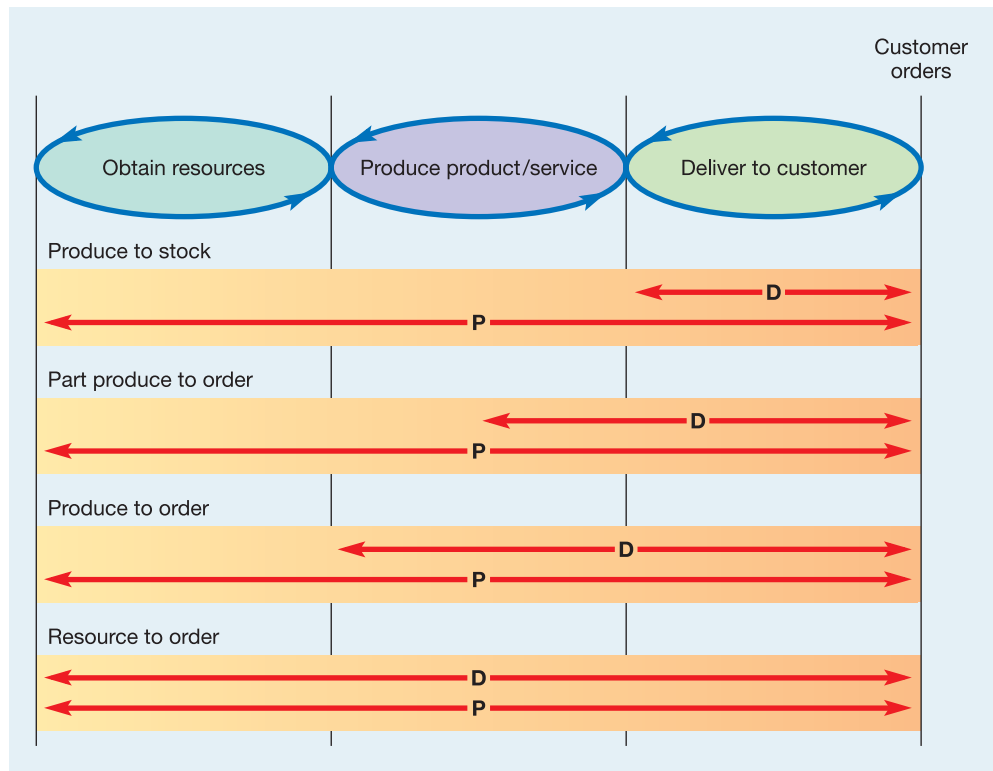 Customer
orders
Obtain resources
Produce product/service
Deliver to customer
Produce to stock
D
P
Part produce to order
D
P
Produce to order
D
P
Resource to order
D
P